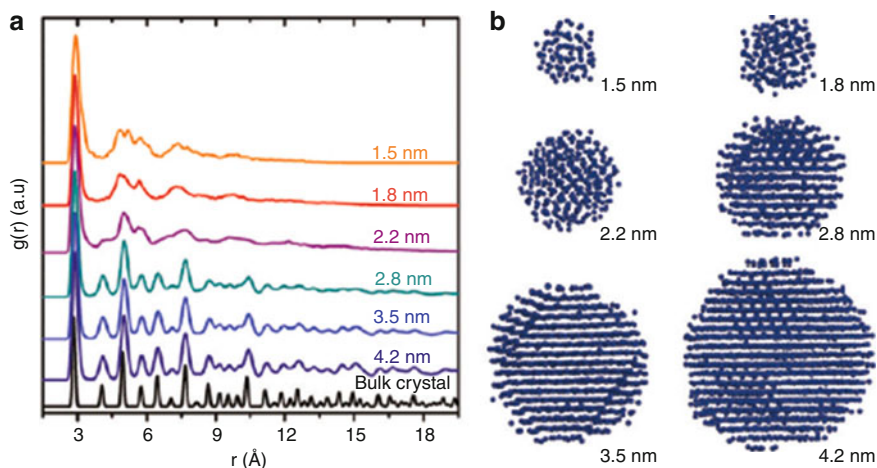 a
g(r) (a.u)
1.5 nm
1.8 nm
2.2 nm
2.8 nm
3.5 nm
4.2 nm
Bulk crystal
3 6 9 12 15 18
r (Å)
b
1.5 nm 1.8 nm
2.2 nm 2.8 nm
3.5 nm 4.2 nm